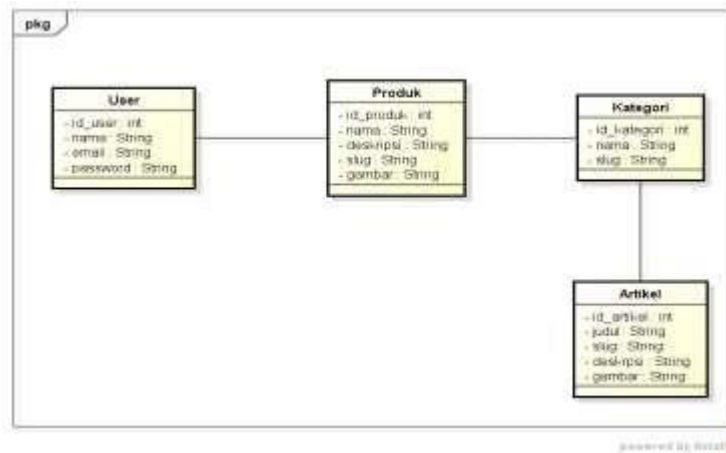 pkg
User
- id_user : int
- nama : String
- email : String
- password : String
Produk
- id_produk : int
- nama : String
- deskripsi : String
- slug : String
- gambar : String
Kategori
- id_kategori : int
- nama : String
- slug : String
Artikel
- id_artikel : int
- judul : String
- slug : String
- deskripsi : String
- gambar : String
powered by